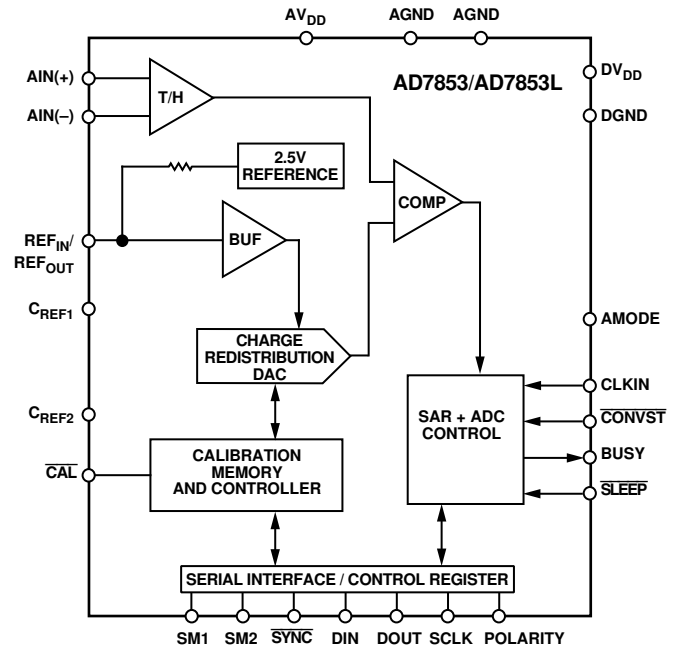 AVDD AGND AGND
AIN(+)
AIN(–)
T/H
AD7853/AD7853L
DVDD
DGND
2.5V
REFERENCE
COMP
REFIN/
REFOUT
BUF
CREF1
AMODE
CHARGE
REDISTRIBUTION
DAC
CLKIN
CONVST
BUSY
SLEEP
SAR + ADC
CONTROL
CREF2
CAL
CALIBRATION
MEMORY
AND CONTROLLER
SERIAL INTERFACE / CONTROL REGISTER
SM1 SM2 SYNC DIN DOUT SCLK POLARITY